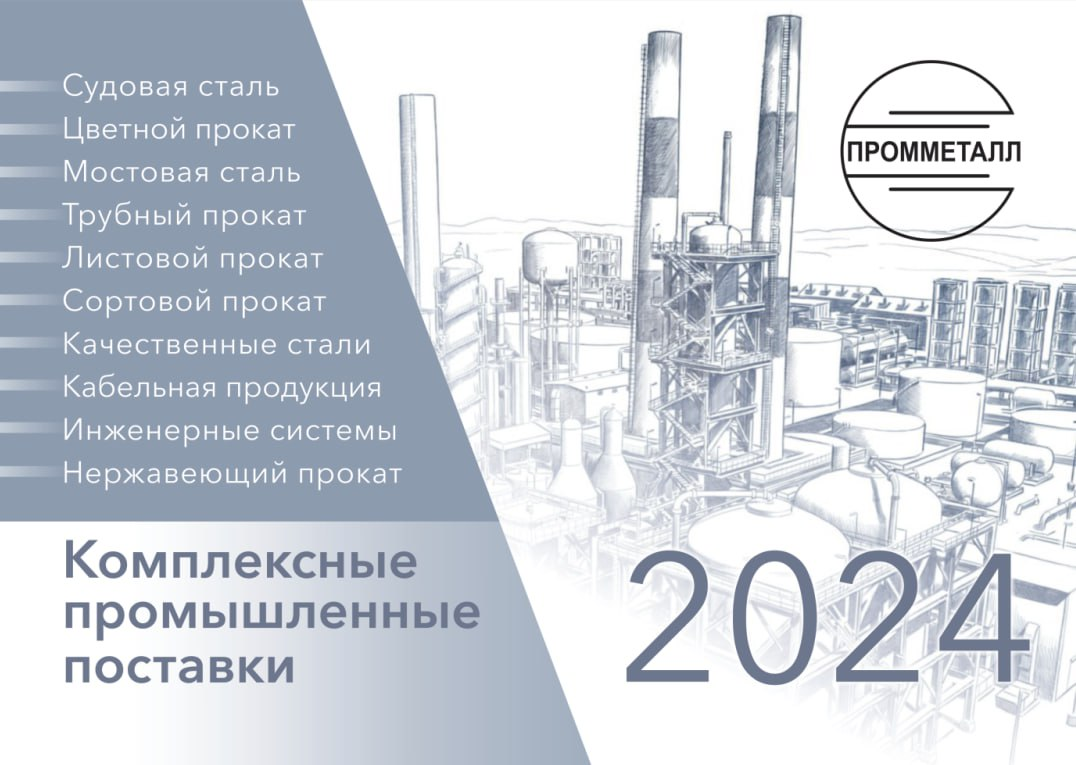 Судовая сталь
Цветной прокат
Мостовая сталь
Трубный прокат
Листовой прокат
Сортовой прокат
Качественные стали
Кабельная продукция
Инженерные системы
Нержавеющий прокат
Комплексные
промышленные
поставки
ПРОММЕТАЛЛ
2024